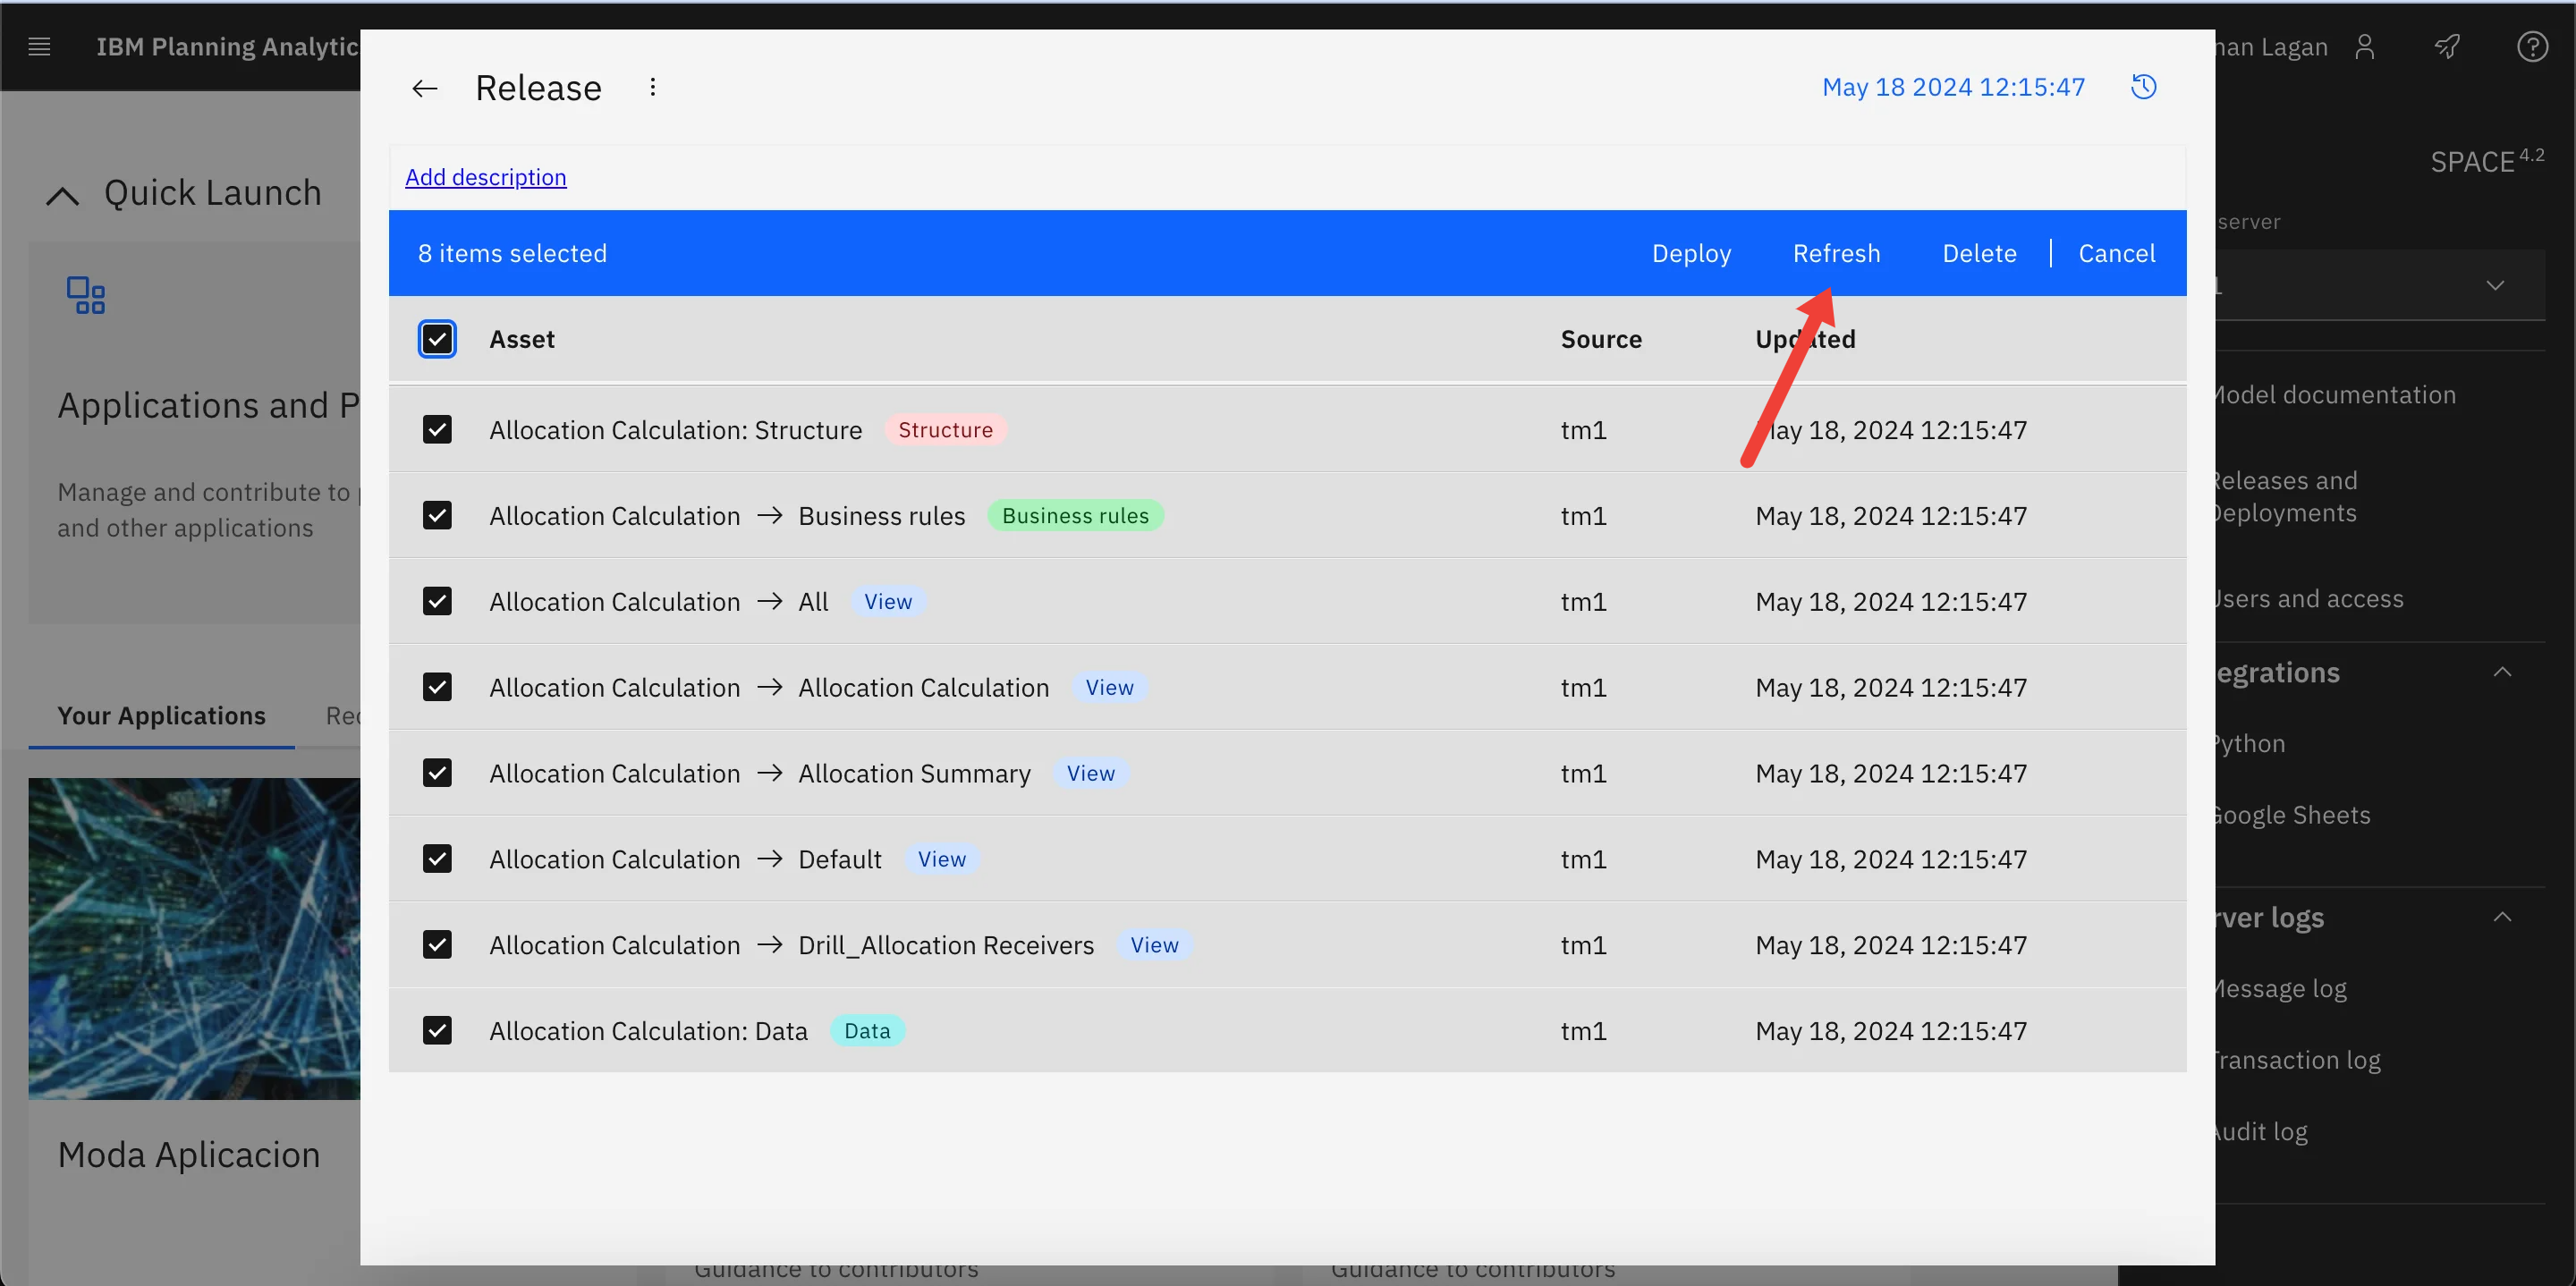 IBM Planning Analytic
Lagan
Release
May 18 2024 12:15:47
Add description
8 items selected
Deploy
Refresh
Delete
Cancel
Asset
Source
Updated
Allocation Calculation: Structure Structure tm1 May 18, 2024 12:15:47
Allocation Calculation → Business rules Business rules tm1 May 18, 2024 12:15:47
Allocation Calculation → All View tm1 May 18, 2024 12:15:47
Allocation Calculation → Allocation Calculation View tm1 May 18, 2024 12:15:47
Allocation Calculation → Allocation Summary View tm1 May 18, 2024 12:15:47
Allocation Calculation → Default View tm1 May 18, 2024 12:15:47
Allocation Calculation → Drill_Allocation Receivers View tm1 May 18, 2024 12:15:47
Allocation Calculation: Data Data tm1 May 18, 2024 12:15:47
Quick Launch
Applications and P
Manage and contribute to
and other applications
Your Applications
Rec
Moda Aplicacion
Guidance to contributors
Guidance to contributors
SPACE 4.2
server
Model documentation
Releases and
Deployments
Users and access
egrations
Python
Google Sheets
rver logs
Message log
Transaction log
Audit log